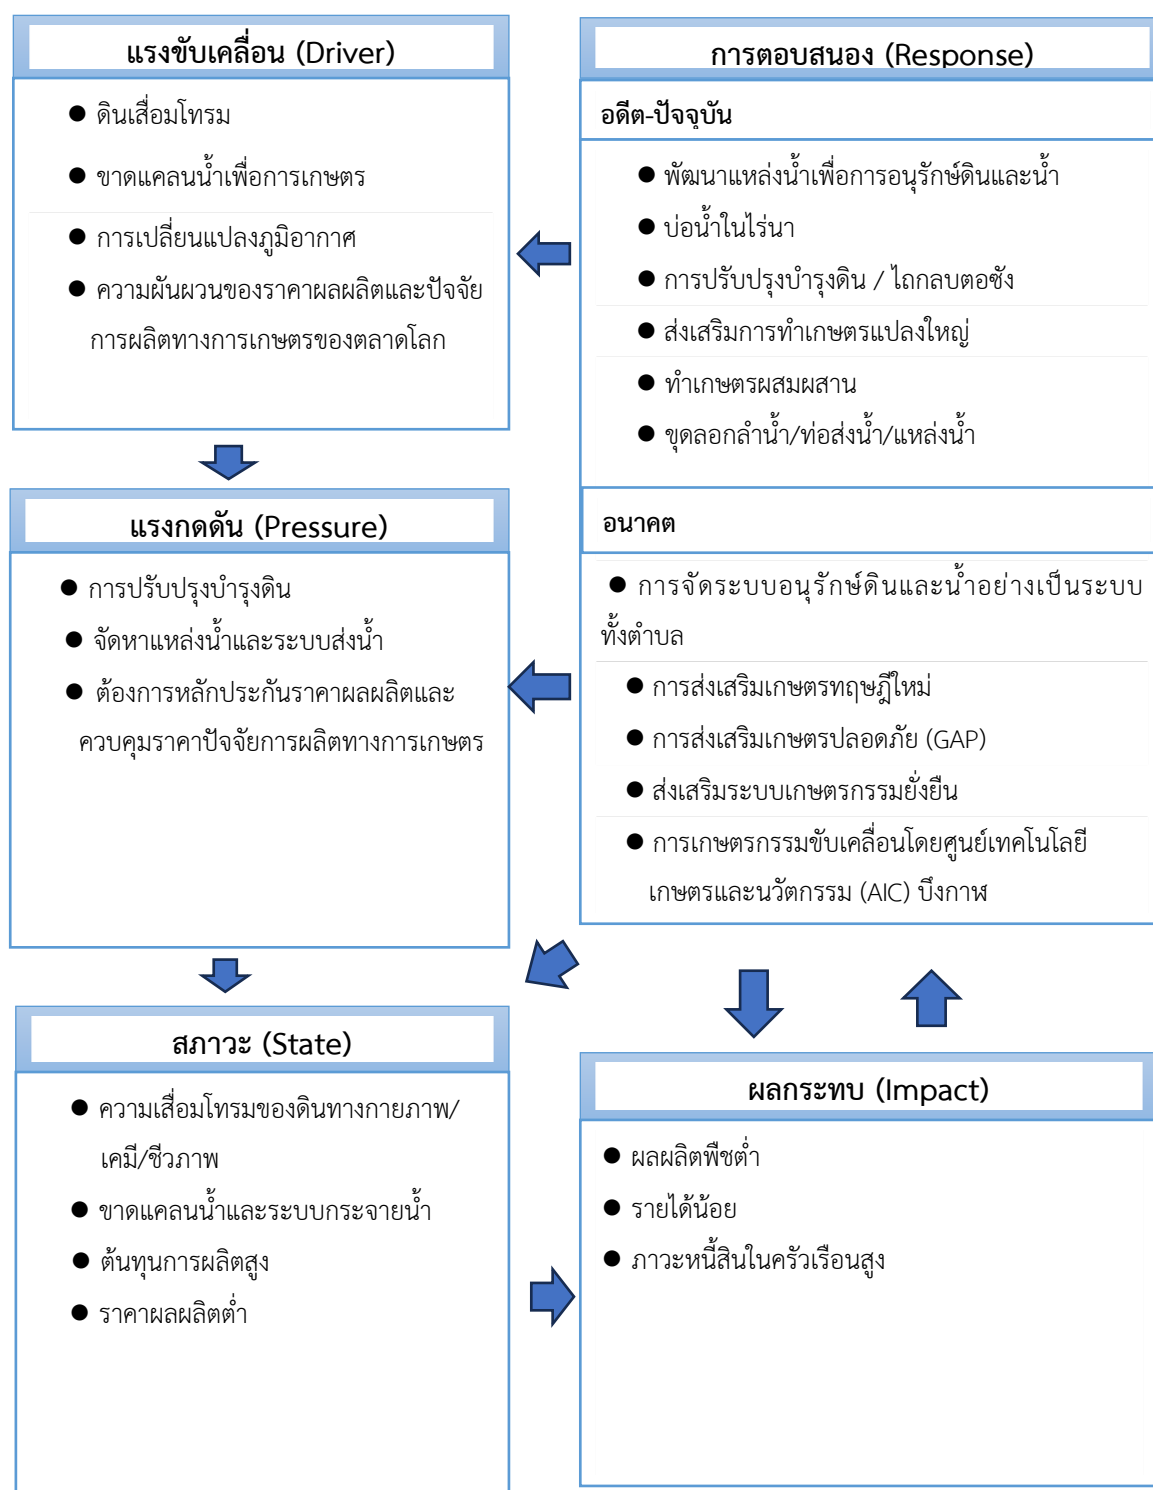 แรงขับเคลื่อน (Driver)
● ดินเสื่อมโทรม
● ขาดแคลนน้ำเพื่อการเกษตร
● การเปลี่ยนแปลงภูมิอากาศ
● ความผันผวนของราคาผลผลิตและปัจจัย
การผลิตทางการเกษตรของตลาดโลก
แรงกดดัน (Pressure)
● การปรับปรุงบำรุงดิน
● จัดหาแหล่งน้ำและระบบส่งน้ำ
● ต้องการหลักประกันราคาผลผลิตและ
ควบคุมราคาปัจจัยการผลิตทางการเกษตร
สภาวะ (State)
● ความเสื่อมโทรมของดินทางกายภาพ/
เคมี/ชีวภาพ
● ขาดแคลนน้ำและระบบกระจายน้ำ
● ต้นทุนการผลิตสูง
● ราคาผลผลิตต่ำ
การตอบสนอง (Response)
อดีต-ปัจจุบัน
● พัฒนาแหล่งน้ำเพื่อการอนุรักษ์ดินและน้ำ
● บ่อน้ำในไร่นา
● การปรับปรุงบำรุงดิน / ไถกลบตอซัง
● ส่งเสริมการทำเกษตรแปลงใหญ่
● ทำเกษตรผสมผสาน
● ขุดลอกลำน้ำ/ท่อส่งน้ำ/แหล่งน้ำ
อนาคต
● การจัดระบบอนุรักษ์ดินและน้ำอย่างเป็นระบบ
ทั้งตำบล
● การส่งเสริมเกษตรทฤษฎีใหม่
● การส่งเสริมเกษตรปลอดภัย (GAP)
● ส่งเสริมระบบเกษตรกรรมยั่งยืน
● การเกษตรกรรมขับเคลื่อนโดยศูนย์เทคโนโลยี
เกษตรและนวัตกรรม (AIC) บึงกาฬ
ผลกระทบ (Impact)
● ผลผลิตพืชต่ำ
● รายได้น้อย
● ภาวะหนี้สินในครัวเรือนสูง